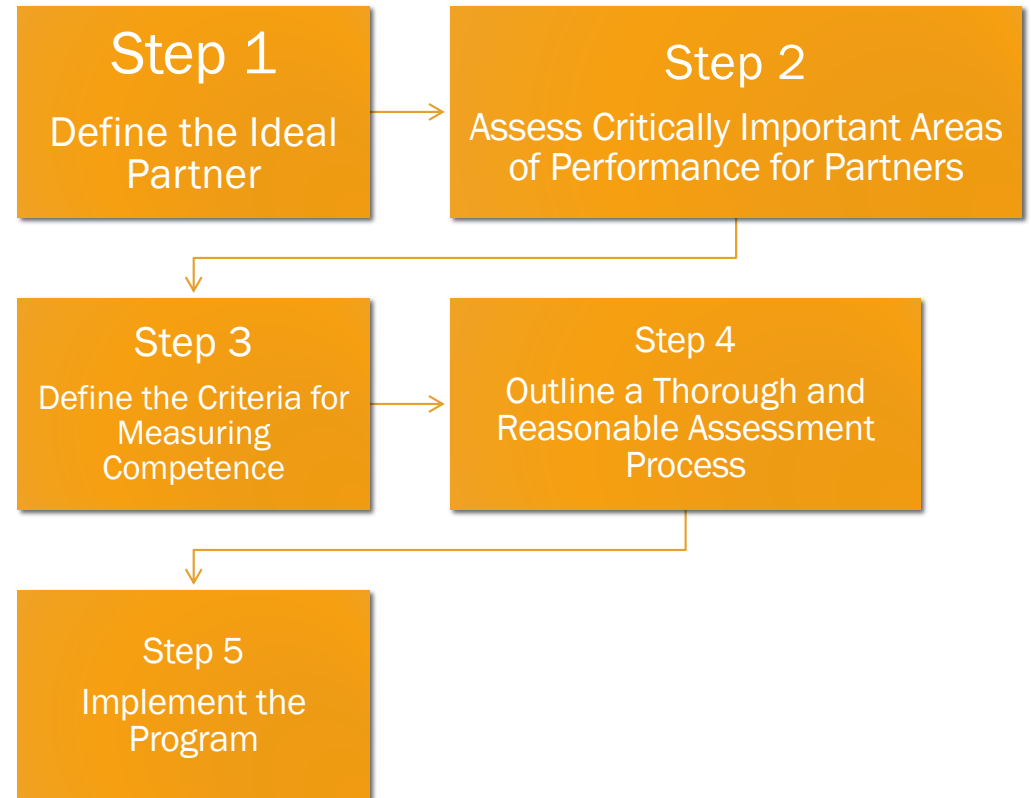 Step 1
Define the Ideal
Partner
Step 2
Assess Critically Important Areas
of Performance for Partners
Step 3
Define the Criteria for
Measuring
Competence
Step 4
Outline a Thorough and
Reasonable Assessment
Process
Step 5
Implement the
Program